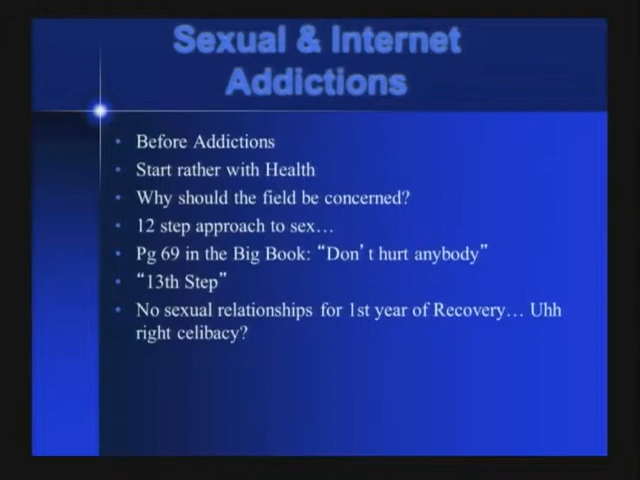 Sexual & Internet
Addictions
• Before Addictions
• Start rather with Health
• Why should the field be concerned?
• 12 step approach to sex…
• Pg 69 in the Big Book: “Don’t hurt anybody”
• “13th Step”
• No sexual relationships for 1st year of Recovery… Uhh
right celibacy?